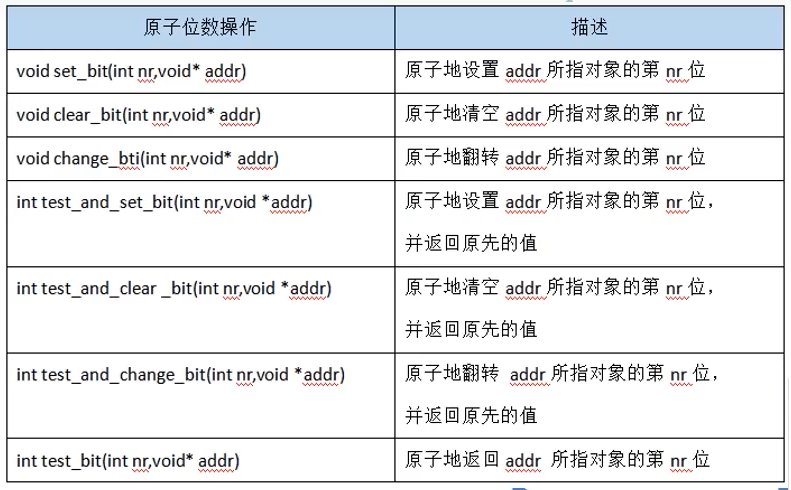 原子位数操作 描述
void set_bit(int nr,void* addr) 原子地设置 addr 所指对象的第 nr 位
void clear_bit(int nr,void* addr) 原子地清空 addr 所指对象的第 nr 位
void change_bti(int nr,void* addr) 原子地翻转 addr 所指对象的第 nr 位
int test_and_set_bit(int nr,void *addr) 原子地设置 addr 所指对象的第 nr 位，
并返回原先的值
int test_and_clear _bit(int nr,void *addr) 原子地清空 addr 所指对象的第 nr 位，
并返回原先的值
int test_and_change_bit(int nr,void *addr) 原子地翻转 addr 所指对象的第 nr 位，
并返回原先的值
int test_bit(int nr,void* addr) 原子地返回 addr 所指对象的第 nr 位